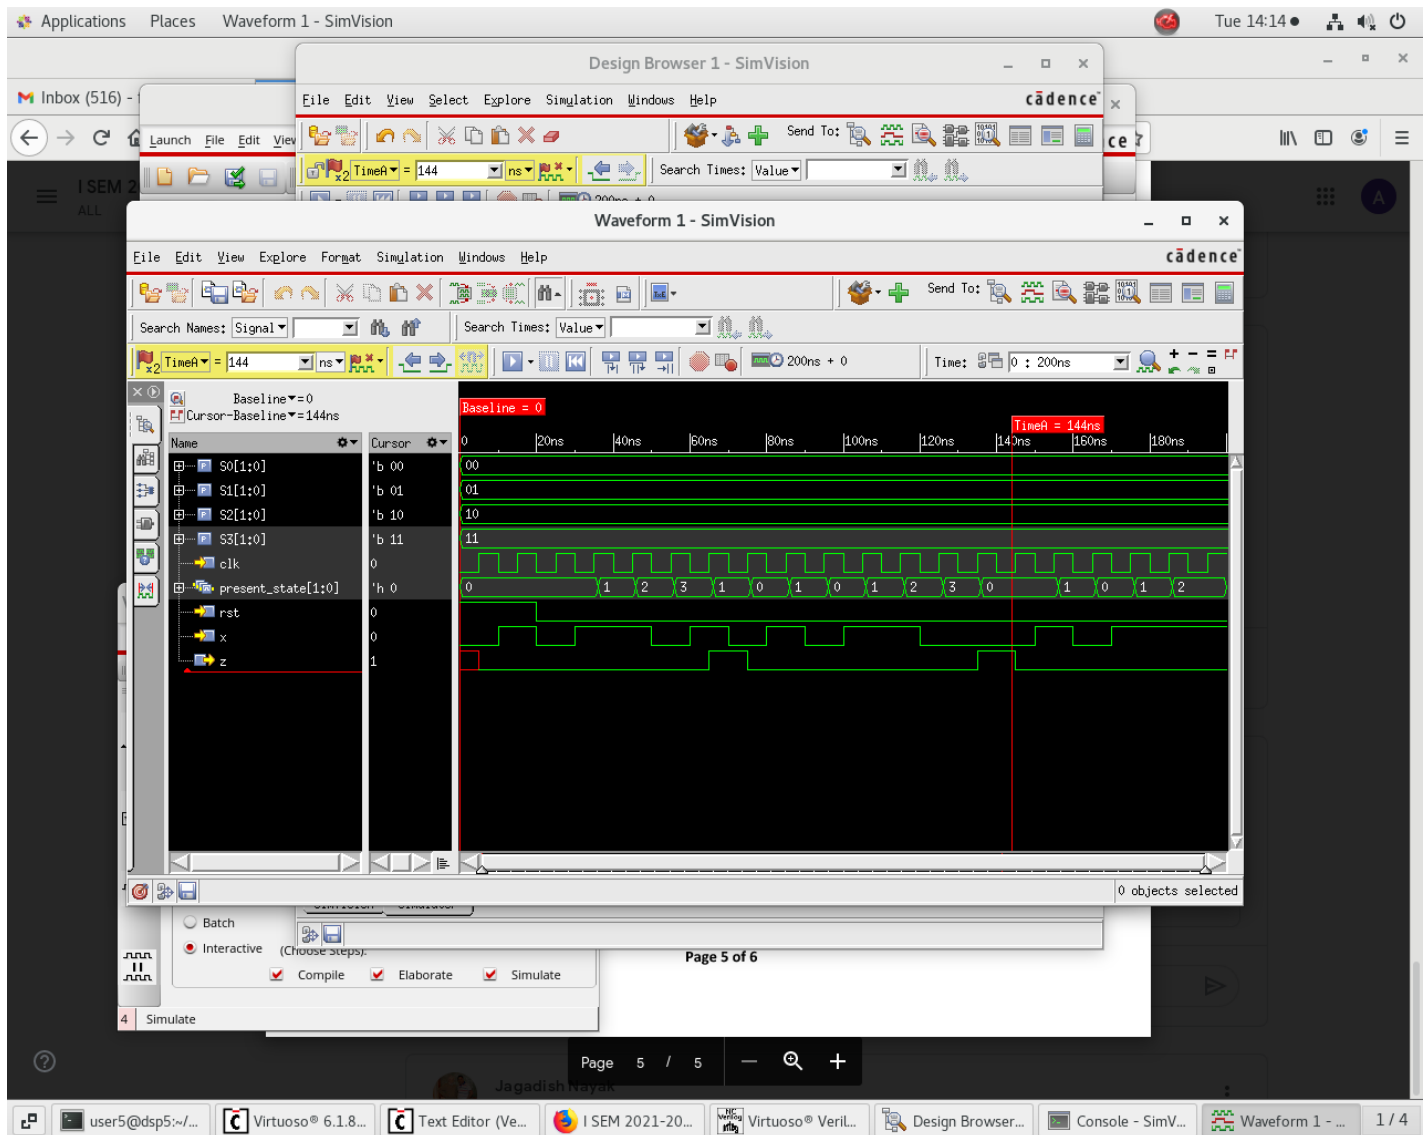 Applications Places Waveform 1 - SimVision Tue 14:14
Design Browser 1 - SimVision
Inbox (516) -
File Edit View Select Explore Simulation Windows Help cādence
Launch File Edit View
Send To:
ce
TimeA = 144 ns Search Times: Value
I SEM 2
ALL
200ns + 0
A
Waveform 1 - SimVision
File Edit View Explore Format Simulation Windows Help cādence
Send To:
Search Names: Signal Search Times: Value
TimeA = 144 ns 200ns + 0 Time: 0 : 200ns
Baseline = 0
Cursor-Baseline = 144ns
Baseline = 0
TimeA = 144ns
Name Cursor 0 20ns 40ns 60ns 80ns 100ns 120ns 140ns 160ns 180ns
S0[1:0] 'b 00 00
S1[1:0] 'b 01 01
S2[1:0] 'b 10 10
S3[1:0] 'b 11 11
clk 0
present_state[1:0] 'h 0 0 1 2 3 1 0 1 0 1 2 3 0 1 0 1 2
rst 0
x 0
z 1
0 objects selected
SimVision Simulator
Batch
Interactive (Choose Steps):
Compile Elaborate Simulate
Page 5 of 6
4 Simulate
Page 5 / 5
Jagadish Nayak
user5@dsp5:~/... Virtuoso® 6.1.8... Text Editor (Ve... I SEM 2021-20... Virtuoso® Veril... Design Browser... Console - SimV... Waveform 1 - ... 1 / 4